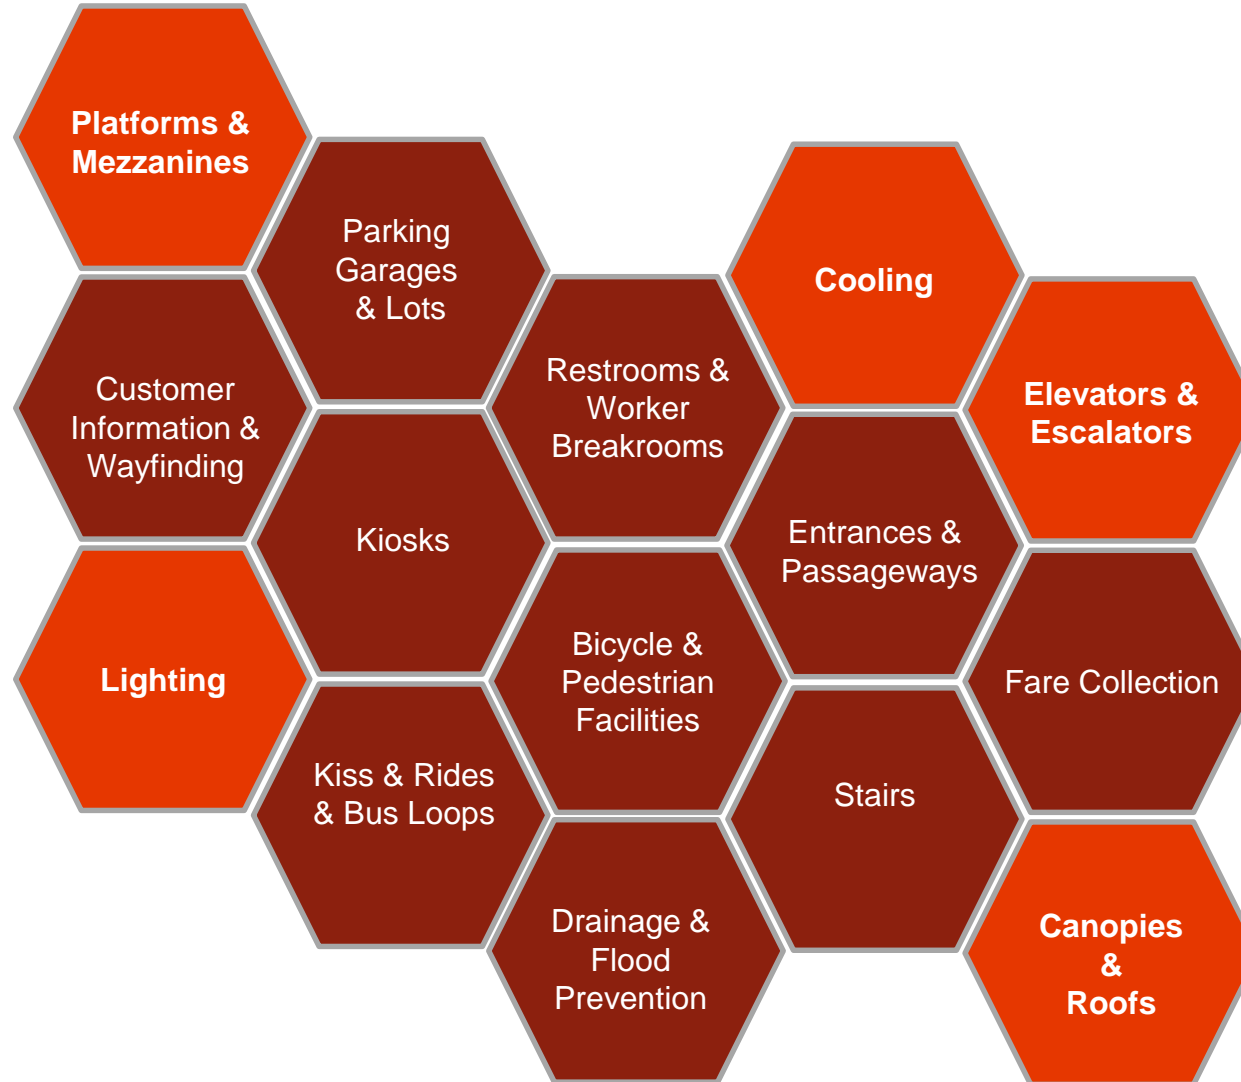 Platforms &
Mezzanines
Parking
Garages
& Lots
Cooling
Customer
Information &
Wayfinding
Restrooms &
Worker
Breakrooms
Elevators &
Escalators
Kiosks
Entrances &
Passageways
Lighting
Bicycle &
Pedestrian
Facilities
Fare Collection
Kiss & Rides
& Bus Loops
Stairs
Drainage &
Flood
Prevention
Canopies
&
Roofs